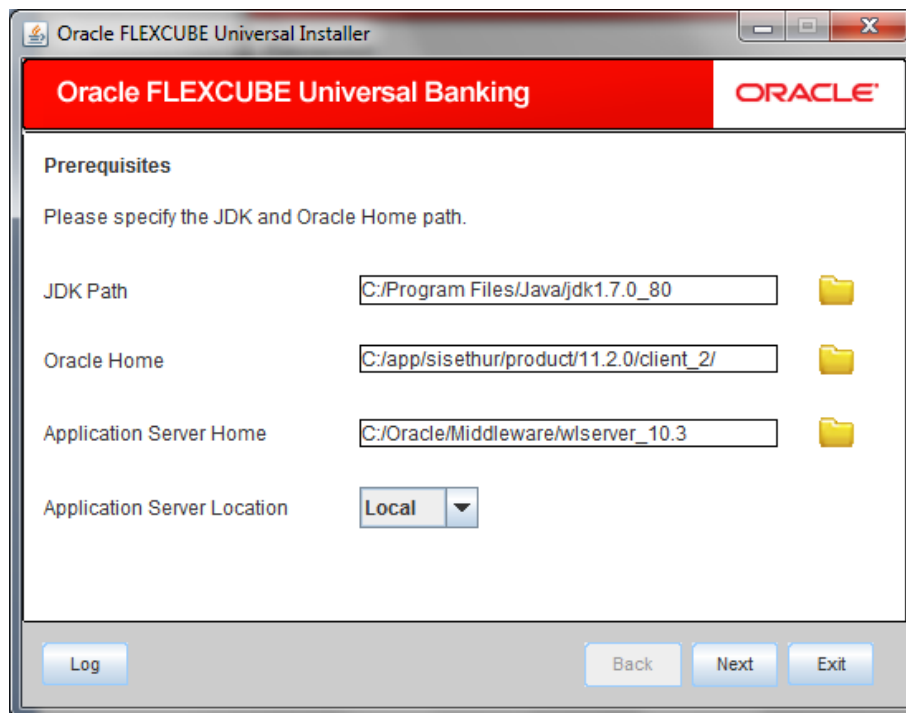 Oracle FLEXCUBE Universal Installer
Oracle FLEXCUBE Universal Banking
ORACLE®
Prerequisites
Please specify the JDK and Oracle Home path.
JDK Path C:/Program Files/Java/jdk1.7.0_80
Oracle Home C:/app/sisethur/product/11.2.0/client_2/
Application Server Home C:/Oracle/Middleware/wlserver_10.3
Application Server Location Local
Log Back Next Exit